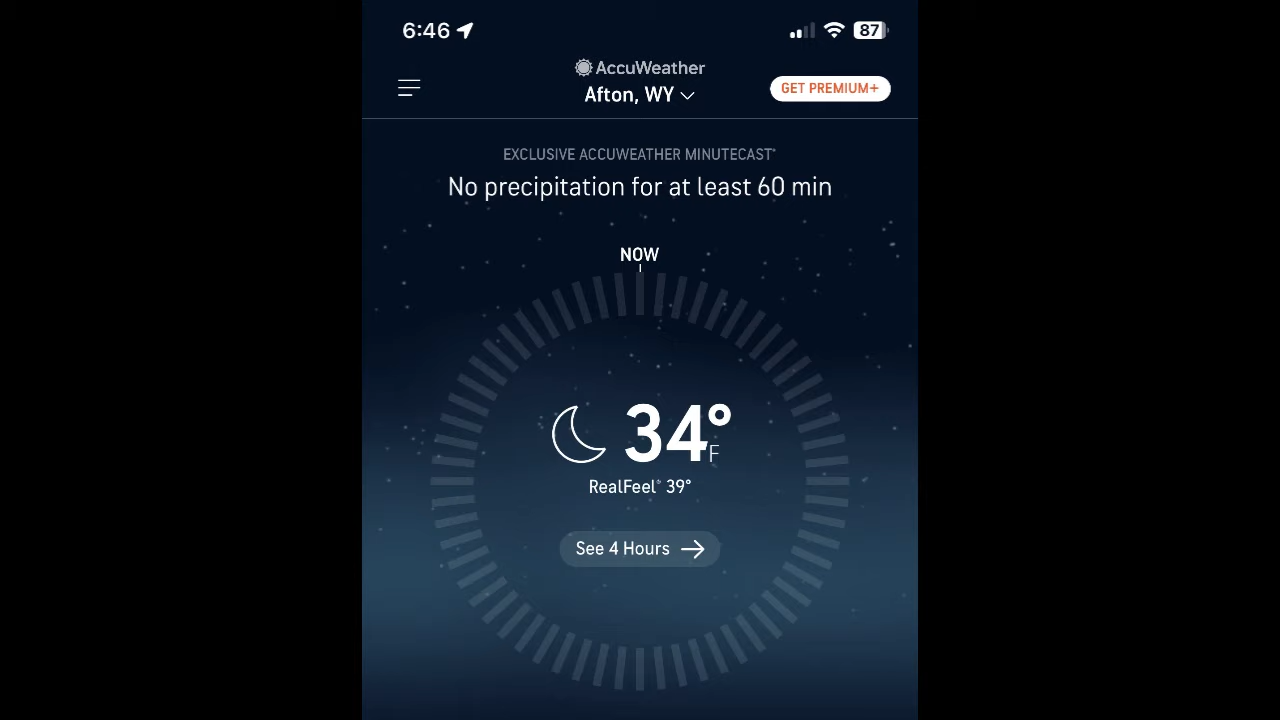 6:46
87
AccuWeather
Afton, WY
GET PREMIUM+
EXCLUSIVE ACCUWEATHER MINUTECAST®
No precipitation for at least 60 min
NOW
34°F
RealFeel® 39°
See 4 Hours